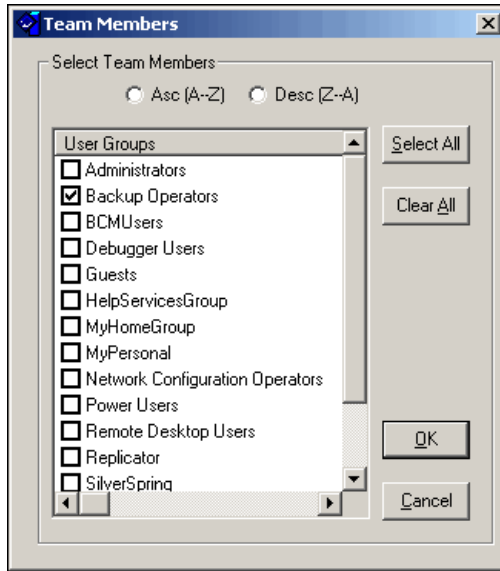 Team Members
Select Team Members
Asc (A--Z) Desc (Z--A)
User Groups
Administrators
Backup Operators
BCMUsers
Debugger Users
Guests
HelpServicesGroup
MyHomeGroup
MyPersonal
Network Configuration Operators
Power Users
Remote Desktop Users
Replicator
SilverSpring
Select All
Clear All
OK
Cancel